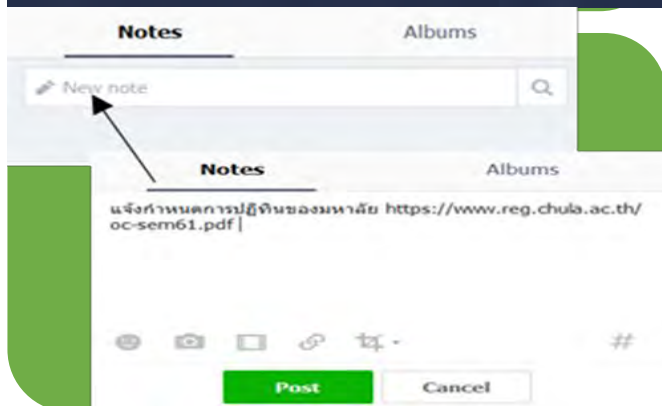 Notes Albums
New note
Notes Albums
แจ้งกำหนดการปฏิทินของมหาลัย https://www.reg.chula.ac.th/
oc-sem61.pdf
#
Post Cancel